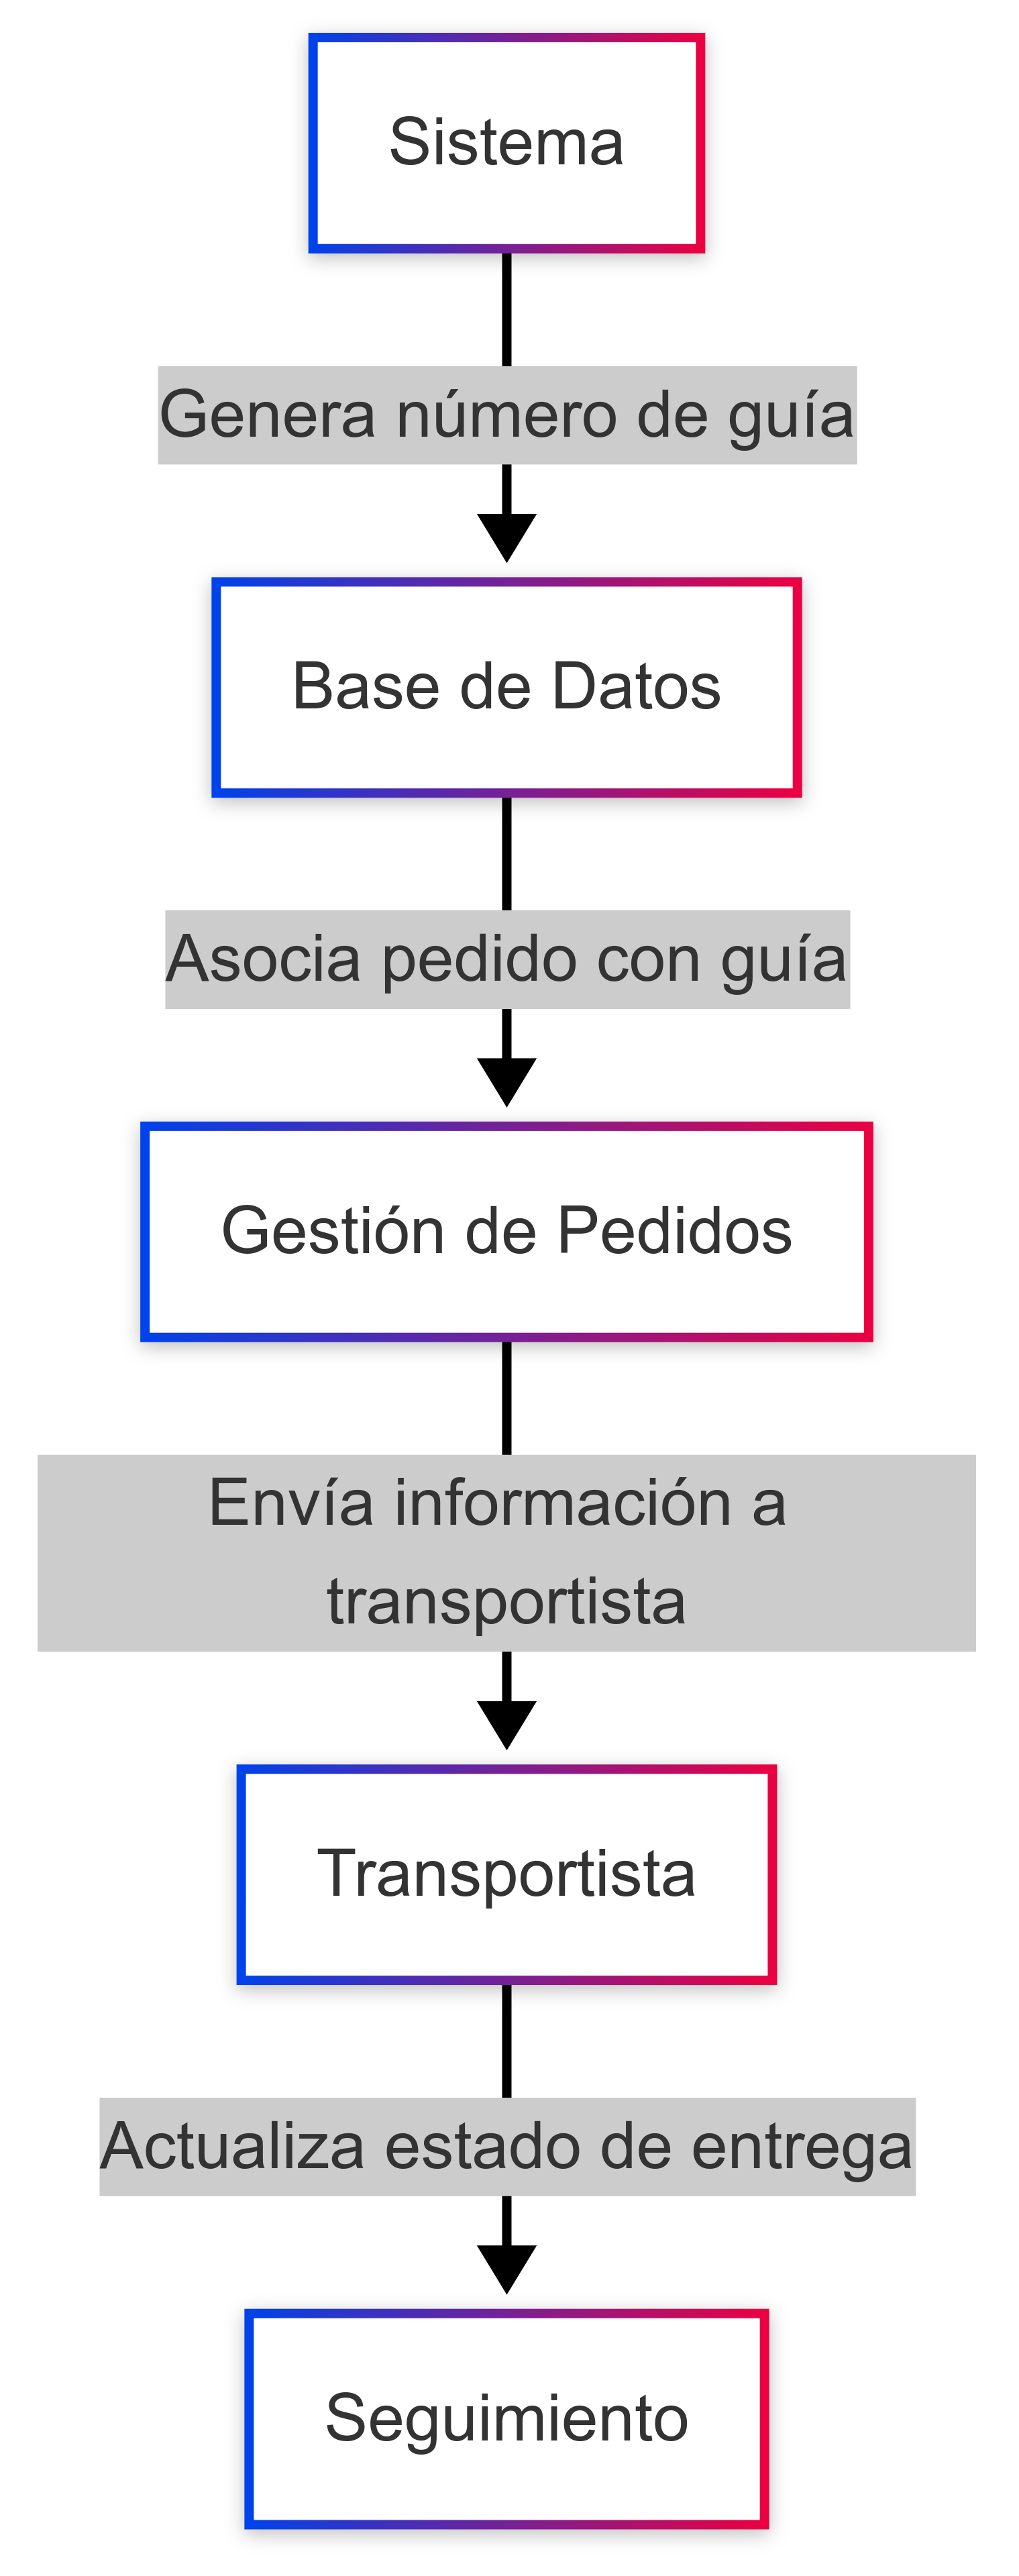 Sistema
Genera número de guía
Base de Datos
Asocia pedido con guía
Gestión de Pedidos
Envía información a
transportista
Transportista
Actualiza estado de entrega
Seguimiento